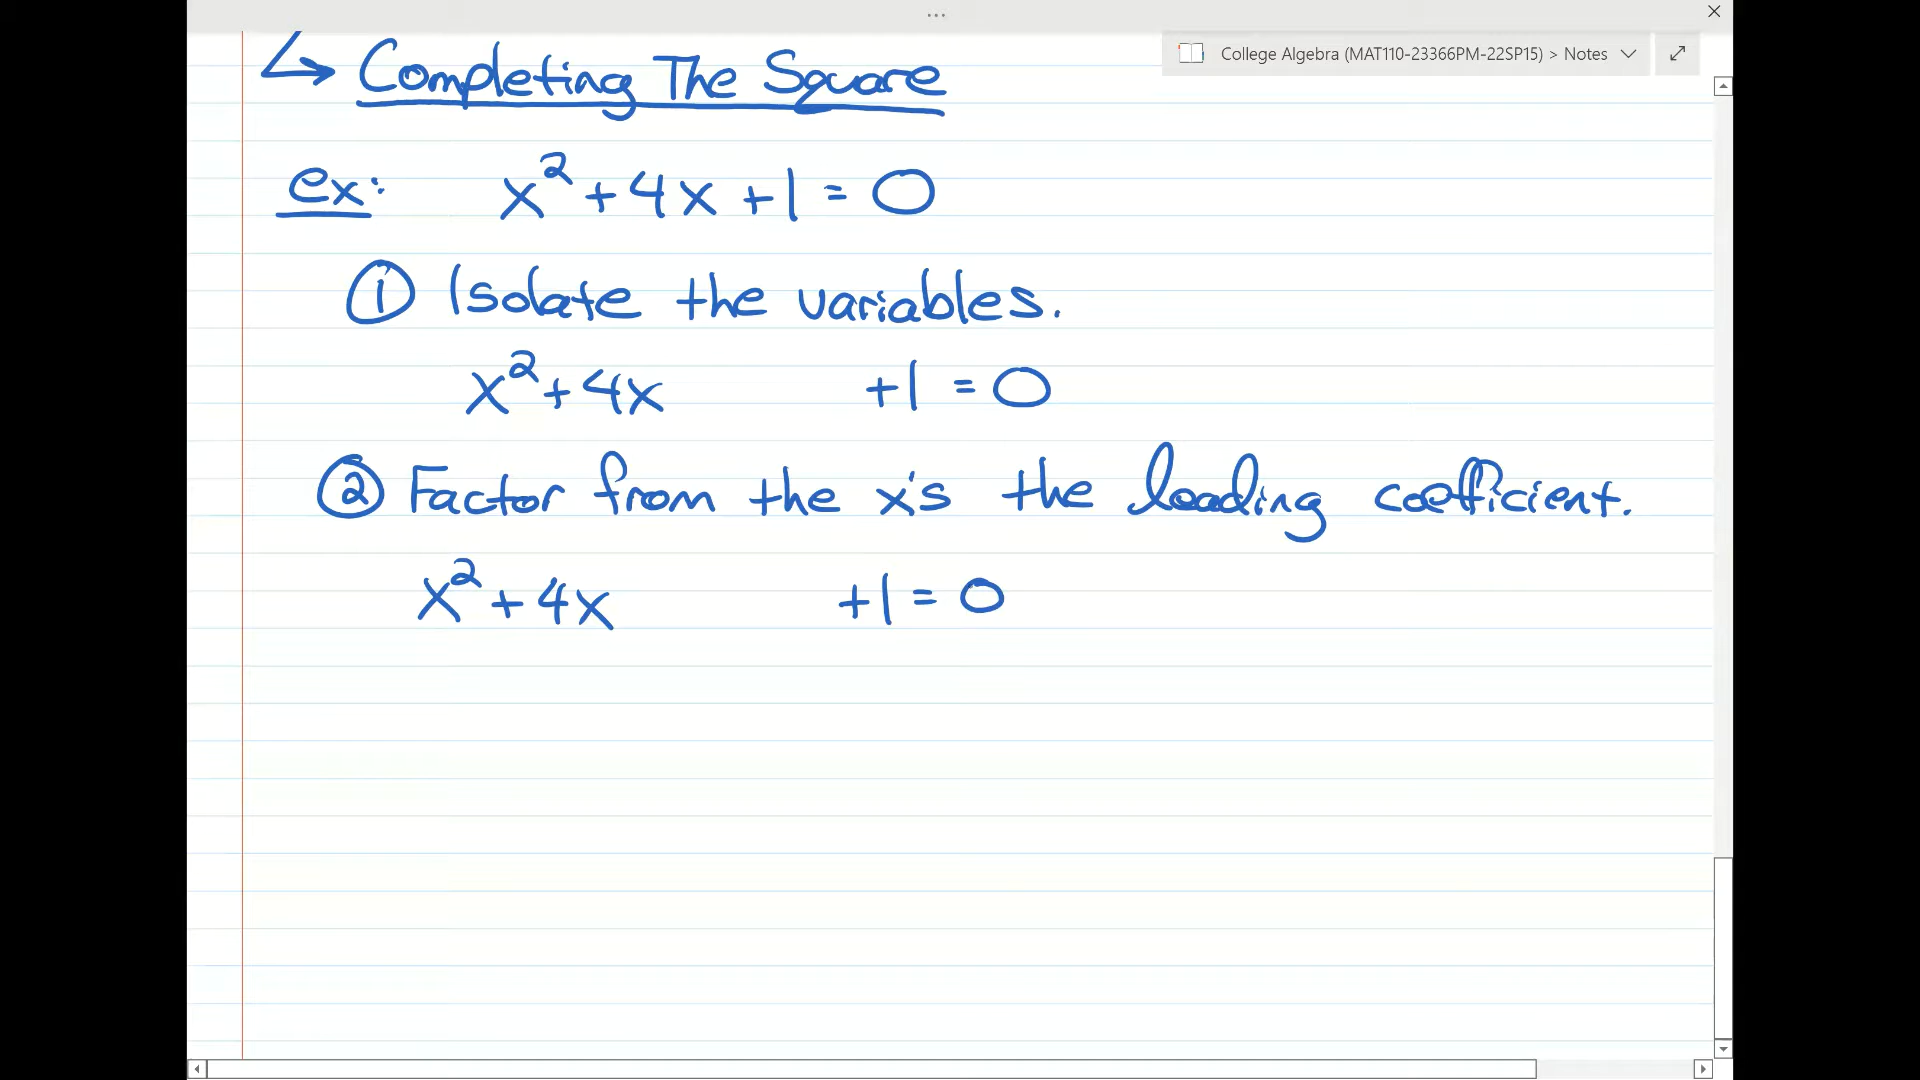 ...
College Algebra (MAT110-23366PM-22SP15) > Notes
↳ Completing The Square
ex: x² + 4x + 1 = 0
① Isolate the variables.
x² + 4x +1 = 0
② Factor from the x's the leading coefficient.
x² + 4x +1 = 0